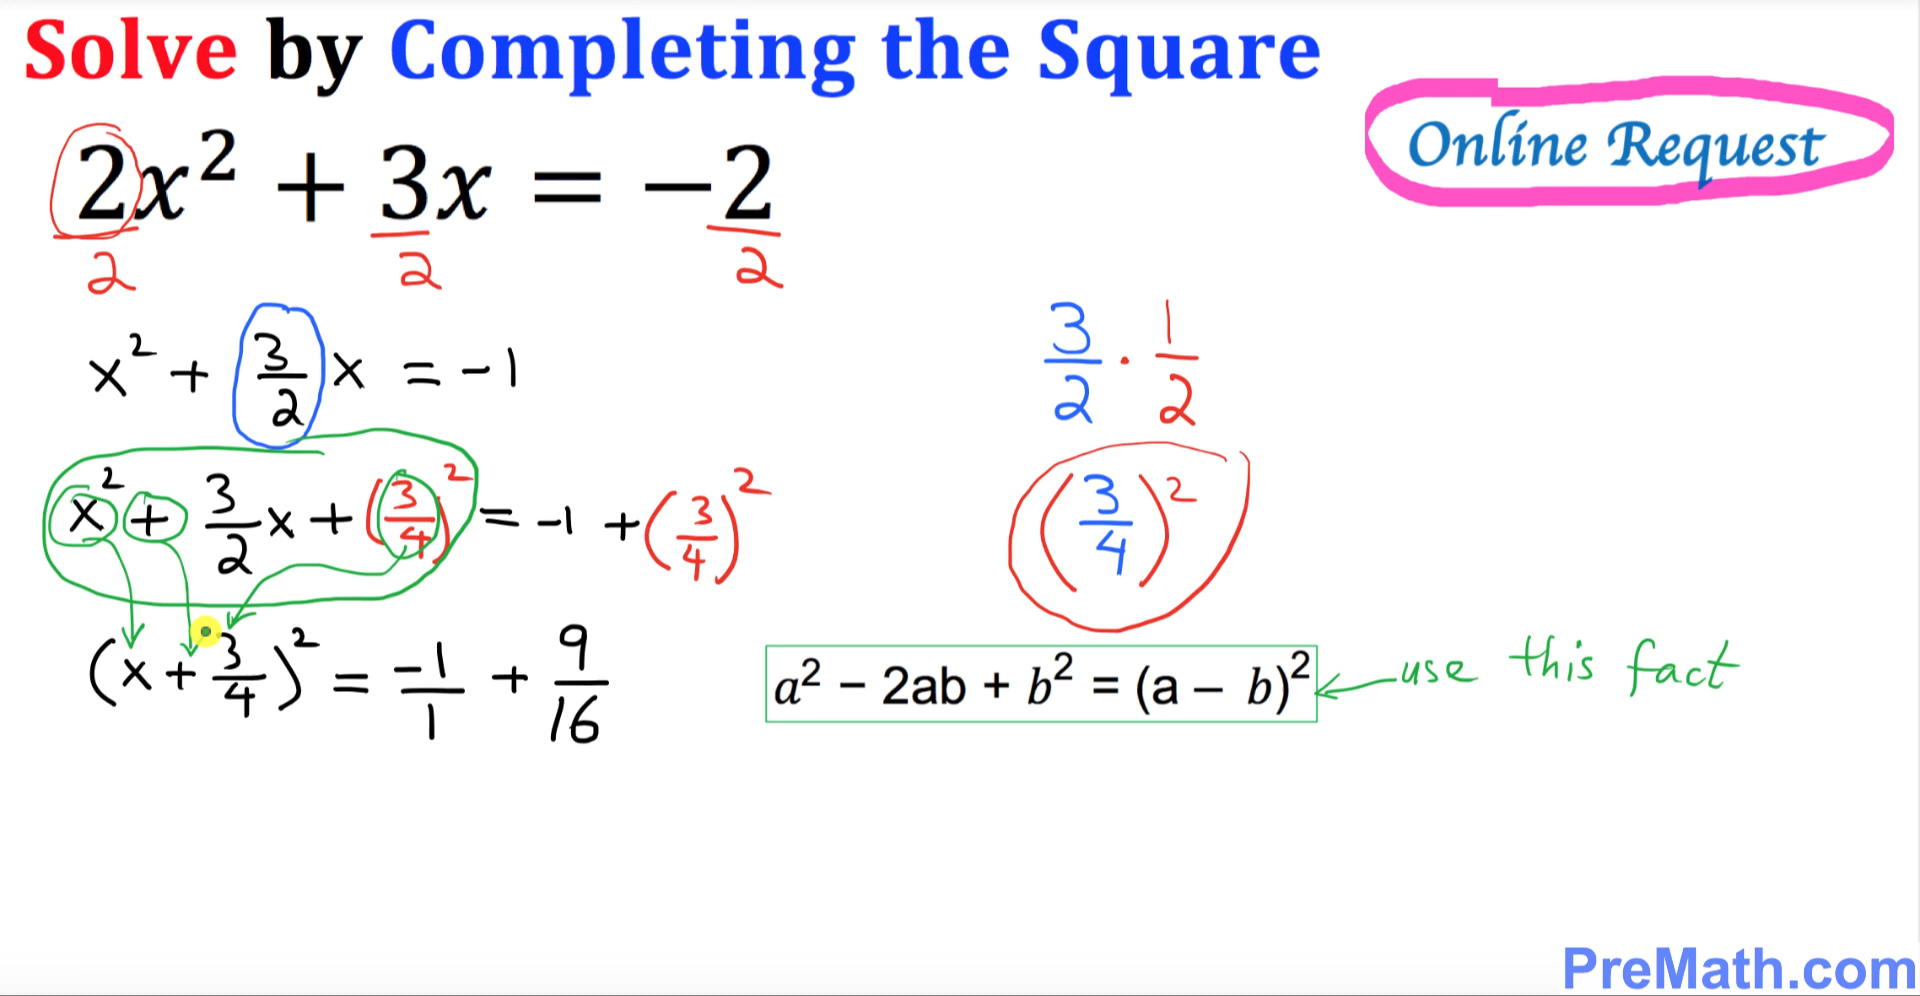 Solve by Completing the Square
Online Request
2x² + 3x = −2
2 2 2
x² + 3/2 x = -1
3/2 · 1/2
x² + 3/2 x + (3/4)² = -1 + (3/4)²
(3/4)²
(x + 3/4)² = -1/1 + 9/16
a² − 2ab + b² = (a − b)²
use this fact
PreMath.com